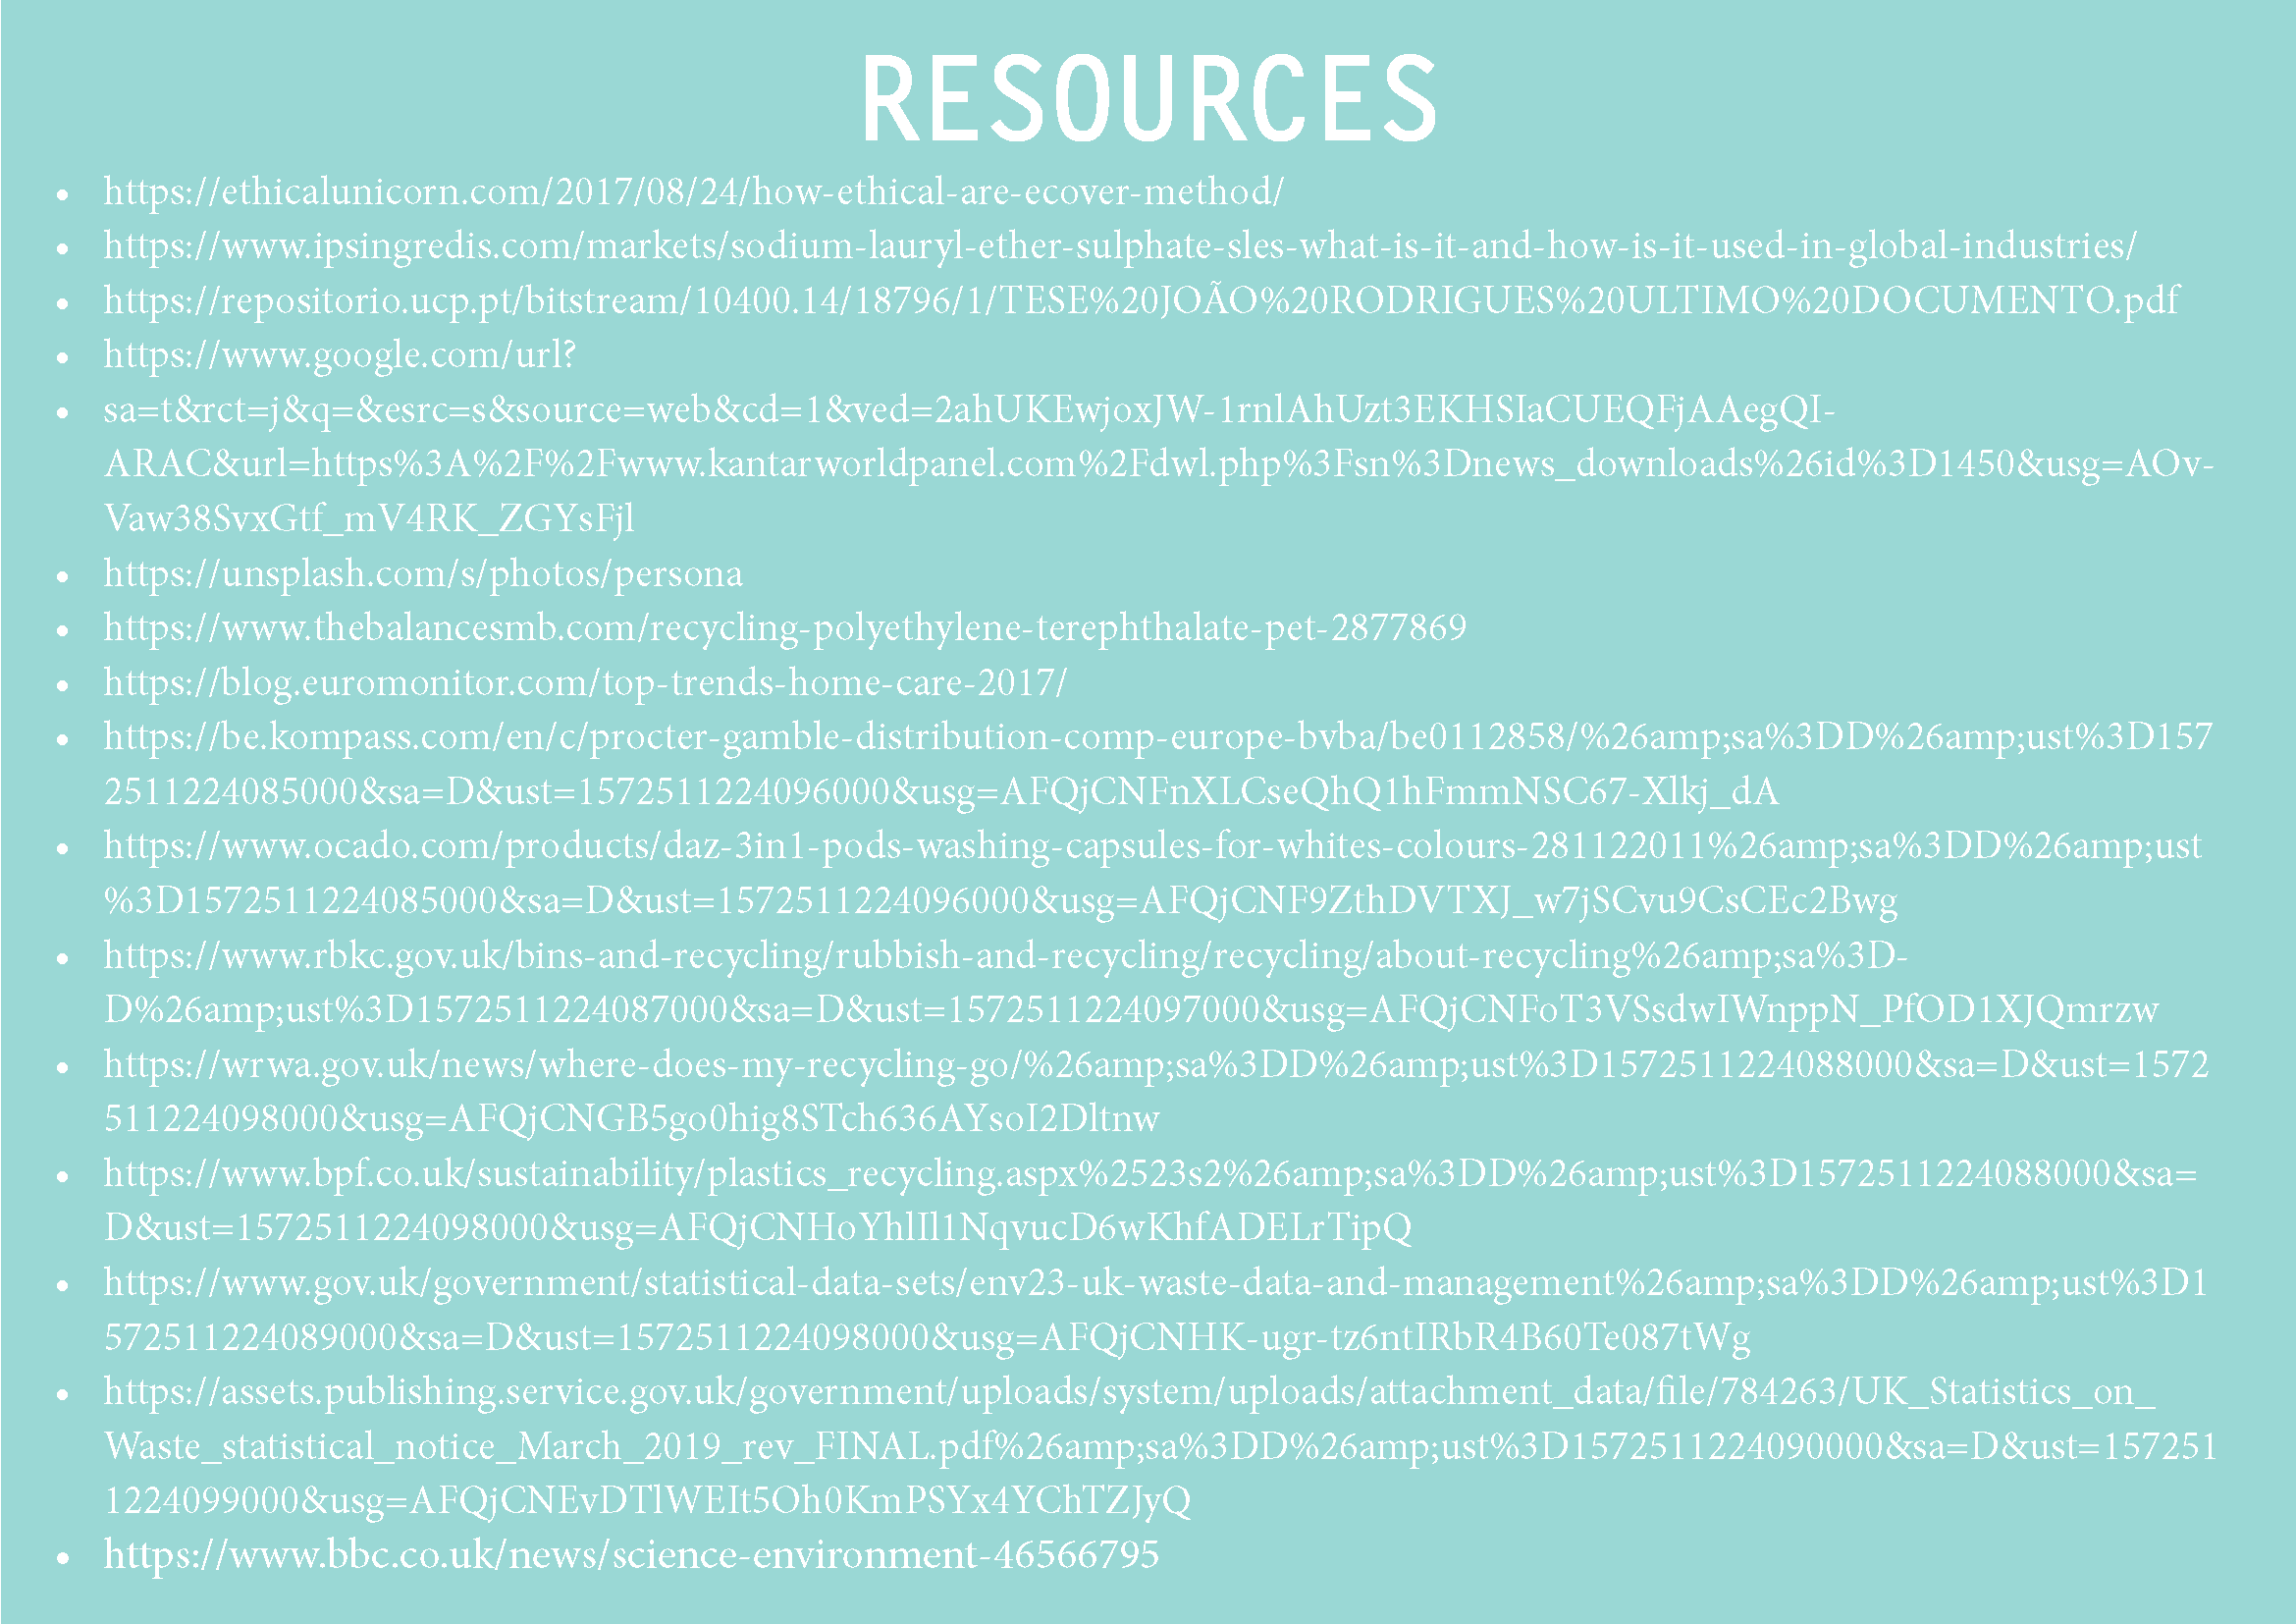 RESOURCES
• https://ethicalunicorn.com/2017/08/24/how-ethical-are-ecover-method/
• https://www.ipsingredis.com/markets/sodium-lauryl-ether-sulphate-sles-what-is-it-and-how-is-it-used-in-global-industries/
• https://repositorio.ucp.pt/bitstream/10400.14/18796/1/TESE%20JOÃO%20RODRIGUES%20ULTIMO%20DOCUMENTO.pdf
• https://www.google.com/url?
• sa=t&rct=j&q=&esrc=s&source=web&cd=1&ved=2ahUKEwjoxJW-1rnlAhUzt3EKHSIaCUEQFjAAegQI-
ARAC&url=https%3A%2F%2Fwww.kantarworldpanel.com%2Fdwl.php%3Fsn%3Dnews_downloads%26id%3D1450&usg=AOv-
Vaw38SvxGtf_mV4RK_ZGYsFjl
• https://unsplash.com/s/photos/persona
• https://www.thebalancesmb.com/recycling-polyethylene-terephthalate-pet-2877869
• https://blog.euromonitor.com/top-trends-home-care-2017/
• https://be.kompass.com/en/c/procter-gamble-distribution-comp-europe-bvba/be0112858/%26amp;sa%3DD%26amp;ust%3D157
2511224085000&sa=D&ust=1572511224096000&usg=AFQjCNFnXLCseQhQ1hFmmNSC67-Xlkj_dA
• https://www.ocado.com/products/daz-3in1-pods-washing-capsules-for-whites-colours-281122011%26amp;sa%3DD%26amp;ust
%3D1572511224085000&sa=D&ust=1572511224096000&usg=AFQjCNF9ZthDVTXJ_w7jSCvu9CsCEc2Bwg
• https://www.rbkc.gov.uk/bins-and-recycling/rubbish-and-recycling/recycling/about-recycling%26amp;sa%3D-
D%26amp;ust%3D1572511224087000&sa=D&ust=1572511224097000&usg=AFQjCNFoT3VSsdwIWnppN_PfOD1XJQmrzw
• https://wrwa.gov.uk/news/where-does-my-recycling-go/%26amp;sa%3DD%26amp;ust%3D1572511224088000&sa=D&ust=1572
511224098000&usg=AFQjCNGB5go0hig8STch636AYsoI2Dltnw
• https://www.bpf.co.uk/sustainability/plastics_recycling.aspx%2523s2%26amp;sa%3DD%26amp;ust%3D1572511224088000&sa=
D&ust=1572511224098000&usg=AFQjCNHoYhlIl1NqvucD6wKhfADELrTipQ
• https://www.gov.uk/government/statistical-data-sets/env23-uk-waste-data-and-management%26amp;sa%3DD%26amp;ust%3D1
572511224089000&sa=D&ust=1572511224098000&usg=AFQjCNHK-ugr-tz6ntIRbR4B60Te087tWg
• https://assets.publishing.service.gov.uk/government/uploads/system/uploads/attachment_data/file/784263/UK_Statistics_on_
Waste_statistical_notice_March_2019_rev_FINAL.pdf%26amp;sa%3DD%26amp;ust%3D1572511224090000&sa=D&ust=157251
1224099000&usg=AFQjCNEvDTlWEIt5Oh0KmPSYx4YChTZJyQ
• https://www.bbc.co.uk/news/science-environment-46566795